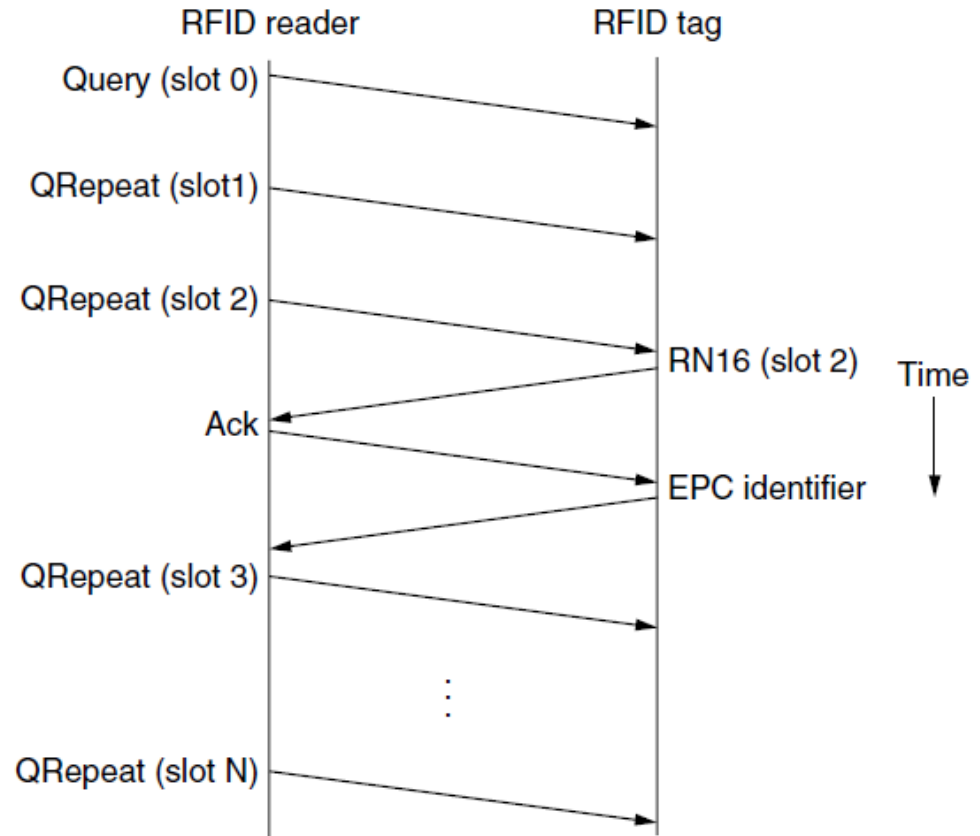 RFID reader
RFID tag
Query (slot 0)
QRepeat (slot1)
QRepeat (slot 2)
RN16 (slot 2)
Time
Ack
EPC identifier
QRepeat (slot 3)
QRepeat (slot N)